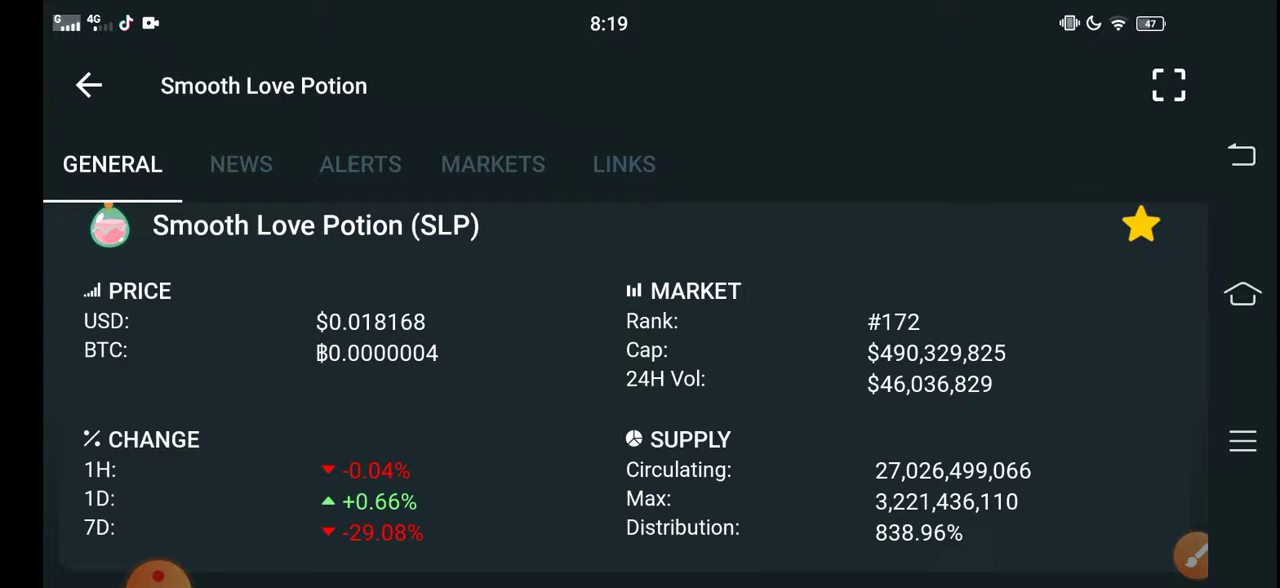 G 4G 8:19 47
Smooth Love Potion
GENERAL NEWS ALERTS MARKETS LINKS
Smooth Love Potion (SLP)
PRICE
USD: $0.018168
BTC: ₿0.0000004
MARKET
Rank: #172
Cap: $490,329,825
24H Vol: $46,036,829
CHANGE
1H: -0.04%
1D: +0.66%
7D: -29.08%
SUPPLY
Circulating: 27,026,499,066
Max: 3,221,436,110
Distribution: 838.96%